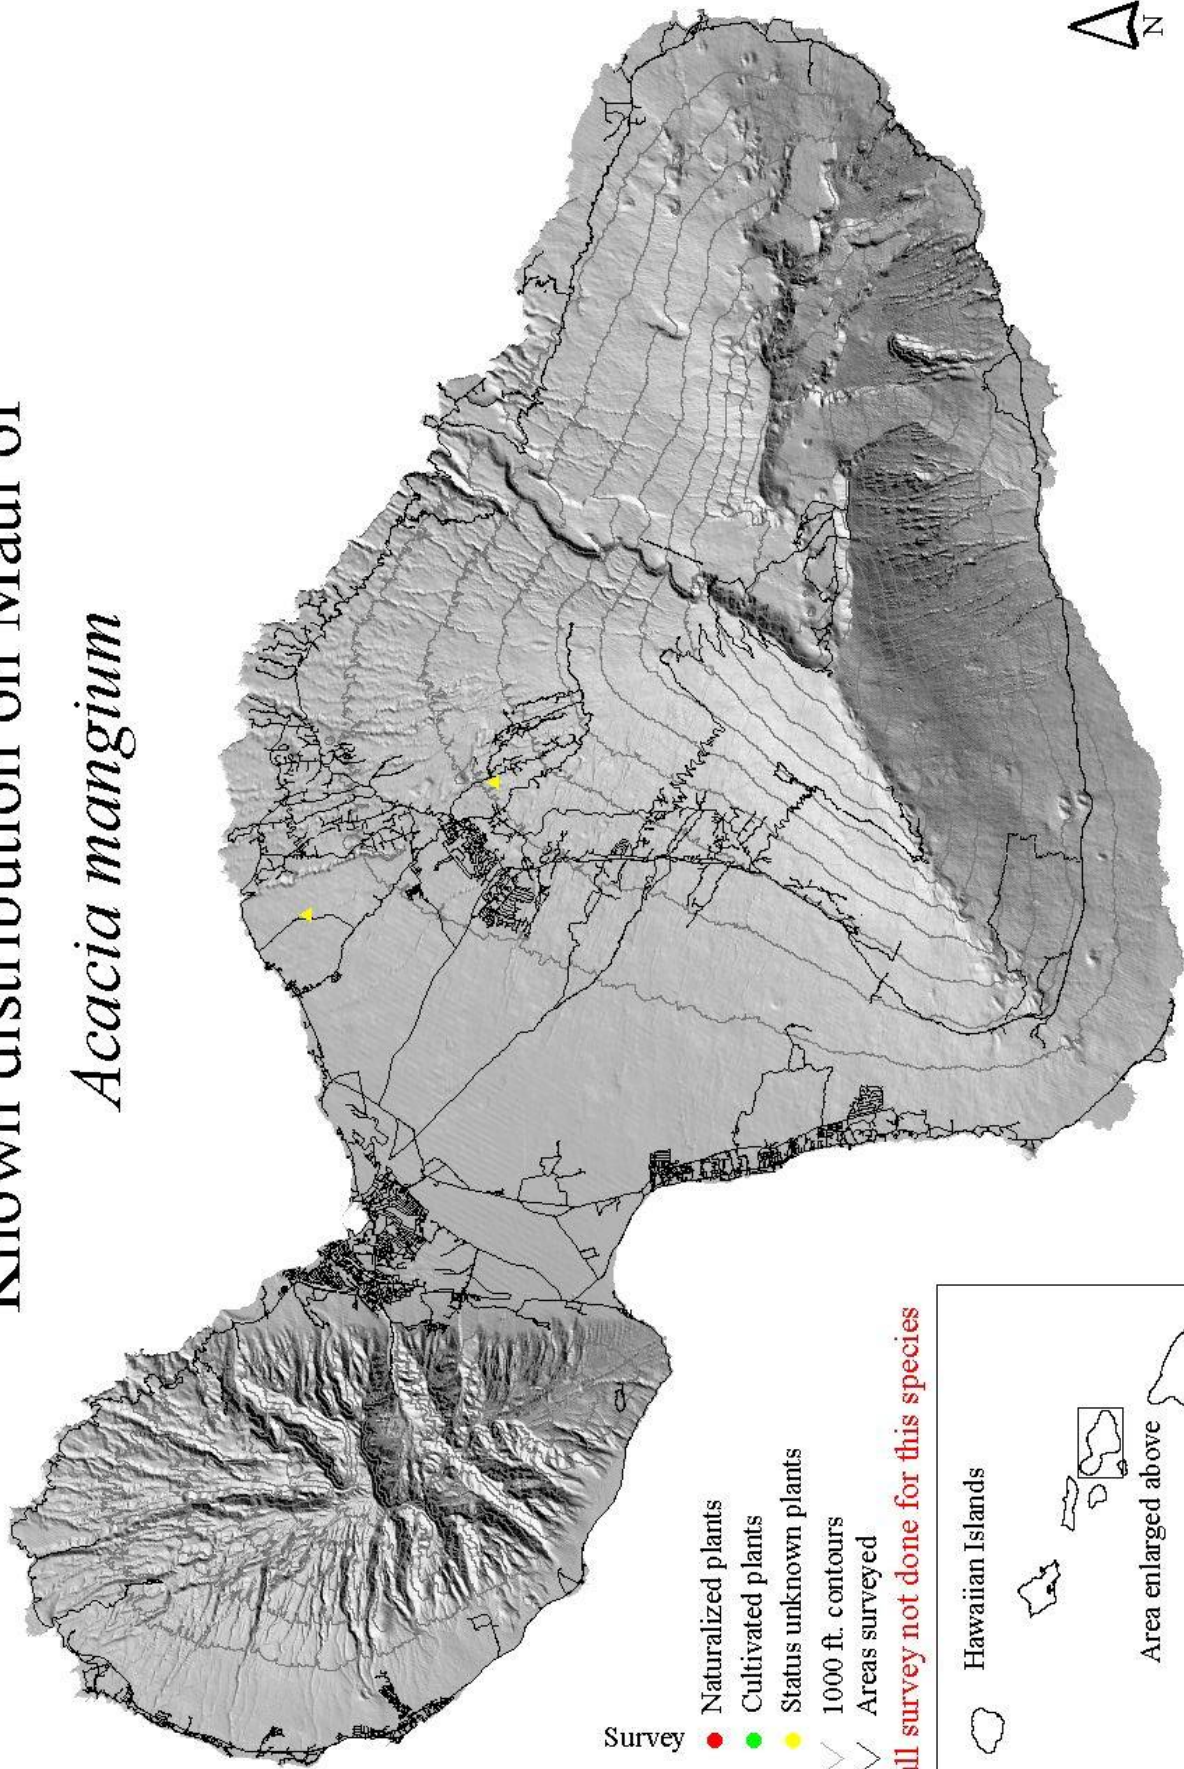 Known distribution on Maui of
Acacia mangium
N
Survey
Naturalized plants
Cultivated plants
Status unknown plants
1000 ft. contours
Areas surveyed
survey not done for this species
Hawaiian Islands
Area enlarged above